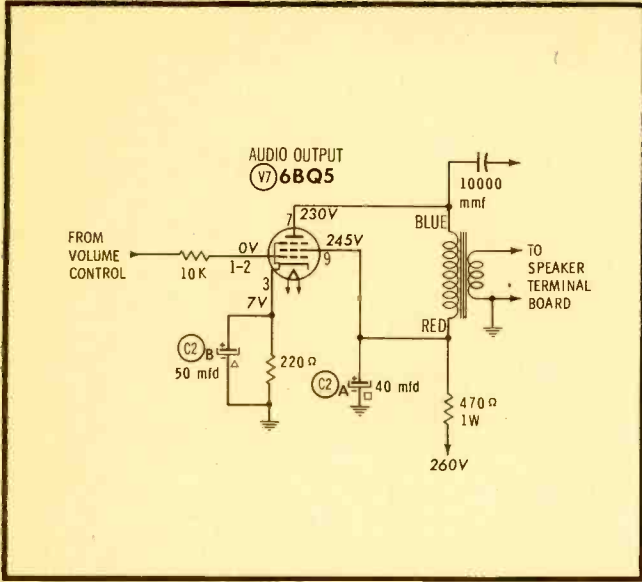 AUDIO OUTPUT
V7 6BQ5
7 230V
10000
mmf
BLUE
FROM
VOLUME
CONTROL
0V
245V
10K
1-2
9
TO
SPEAKER
TERMINAL
BOARD
3
7V
RED
C2 B
50 mfd
220Ω
C2 A 40 mfd
470Ω
1W
260V